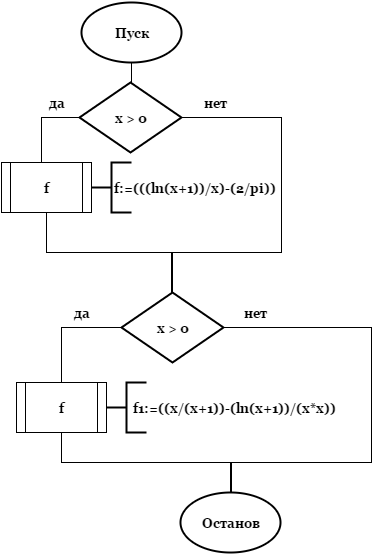 Пуск
да
нет
x > 0
f
f:=(((ln(x+1))/x)-(2/pi))
да
нет
x > 0
f
f1:=((x/(x+1))-(ln(x+1))/(x*x))
Останов